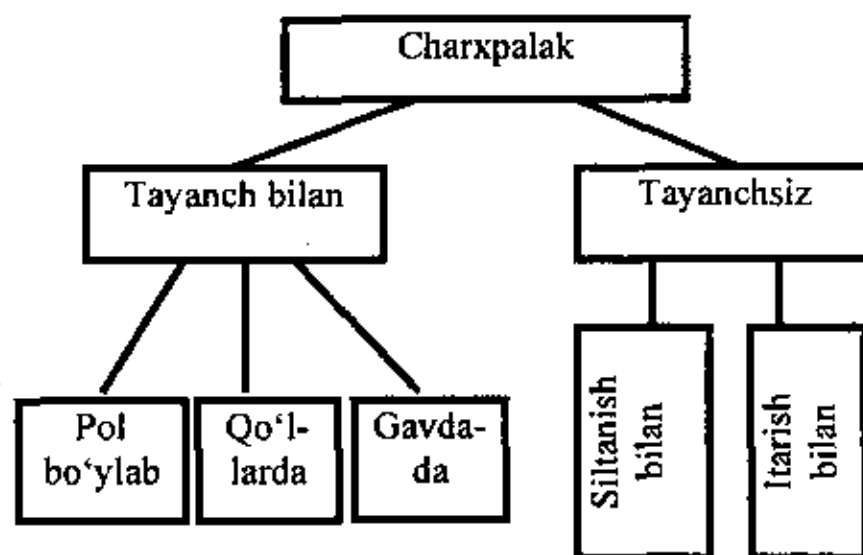 Charxpalak
Tayanch bilan
Tayanchsiz
Pol
bo‘ylab
Qo‘l-
larda
Gavda-
da
Siltanish
bilan
Itarish
bilan